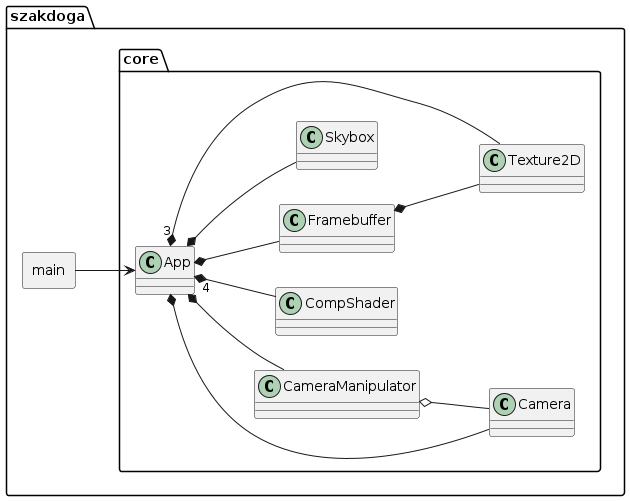 szakdoga
core
C Skybox
C Texture2D
C Framebuffer
3
main
C App
4
C CompShader
C CameraManipulator
C Camera